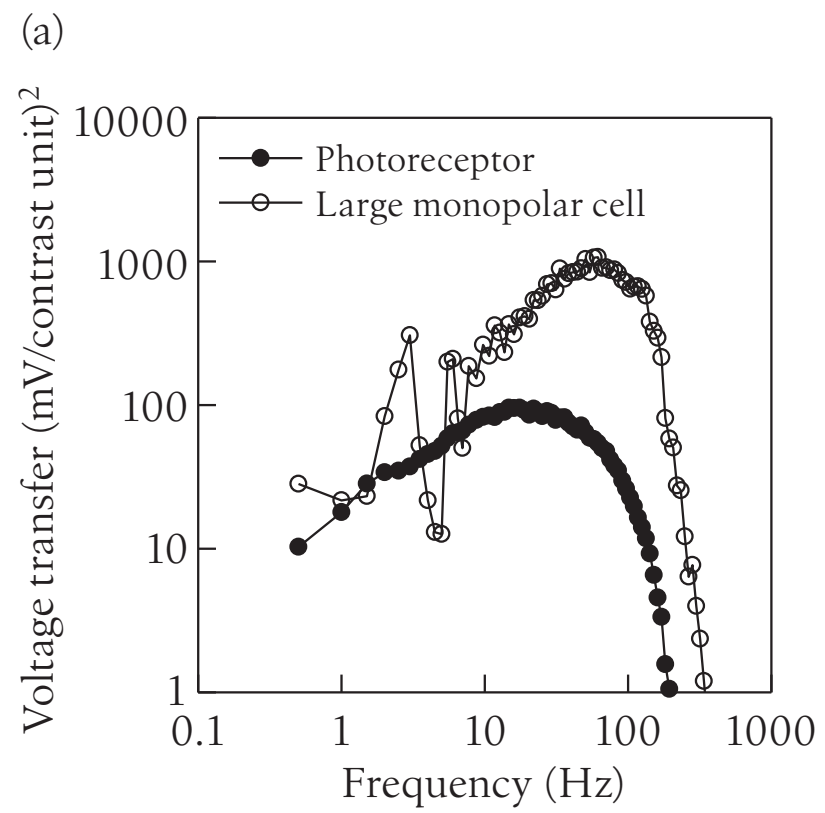 (a)
Voltage transfer (mV/contrast unit)²
10000
1000
100
10
1
Photoreceptor
Large monopolar cell
0.1 1 10 100 1000
Frequency (Hz)